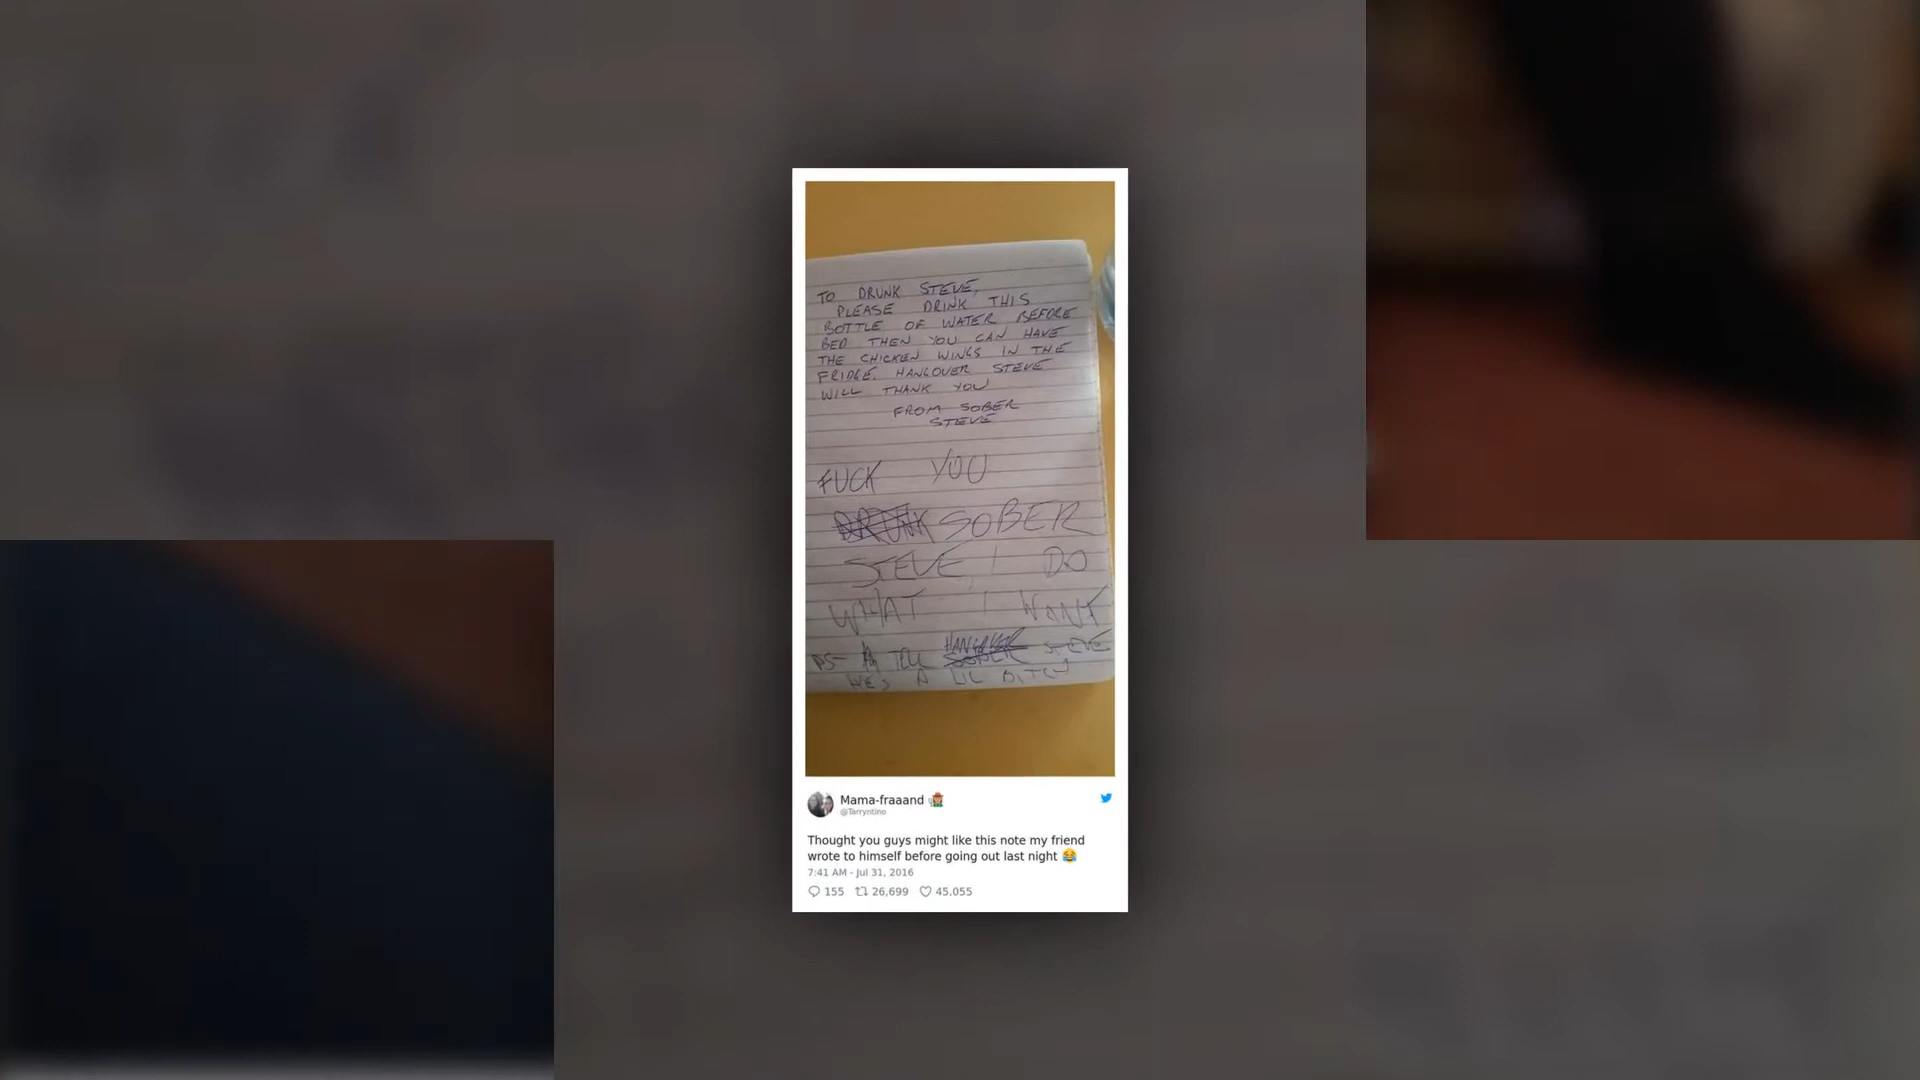 TO DRUNK STEVE,
PLEASE DRINK THIS
BOTTLE OF WATER BEFORE
BED THEN YOU CAN HAVE
THE CHICKEN WINGS IN THE
FRIDGE. HANGOVER STEVE
WILL THANK YOU
FROM SOBER
STEVE
FUCK YOU
DRUNK SOBER
STEVE, I DO
WHAT I WANT
PS- TELL HANGOVER SOBER STEVE
HE'S A LIL BITCH
Mama-fraaand
@Tarryntino
Thought you guys might like this note my friend
wrote to himself before going out last night 😂
7:41 AM - Jul 31, 2016
155 26,699 45,055